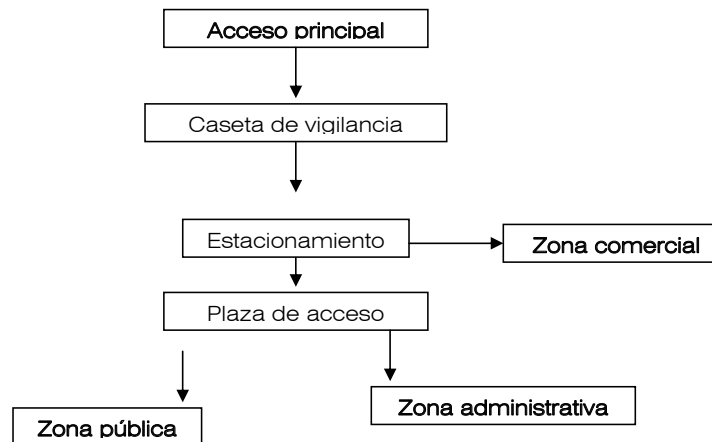 Acceso principal
Caseta de vigilancia
Estacionamiento
Zona comercial
Plaza de acceso
Zona administrativa
Zona pública